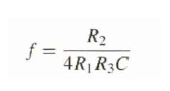 f = R₂ / 4R₁R₃C